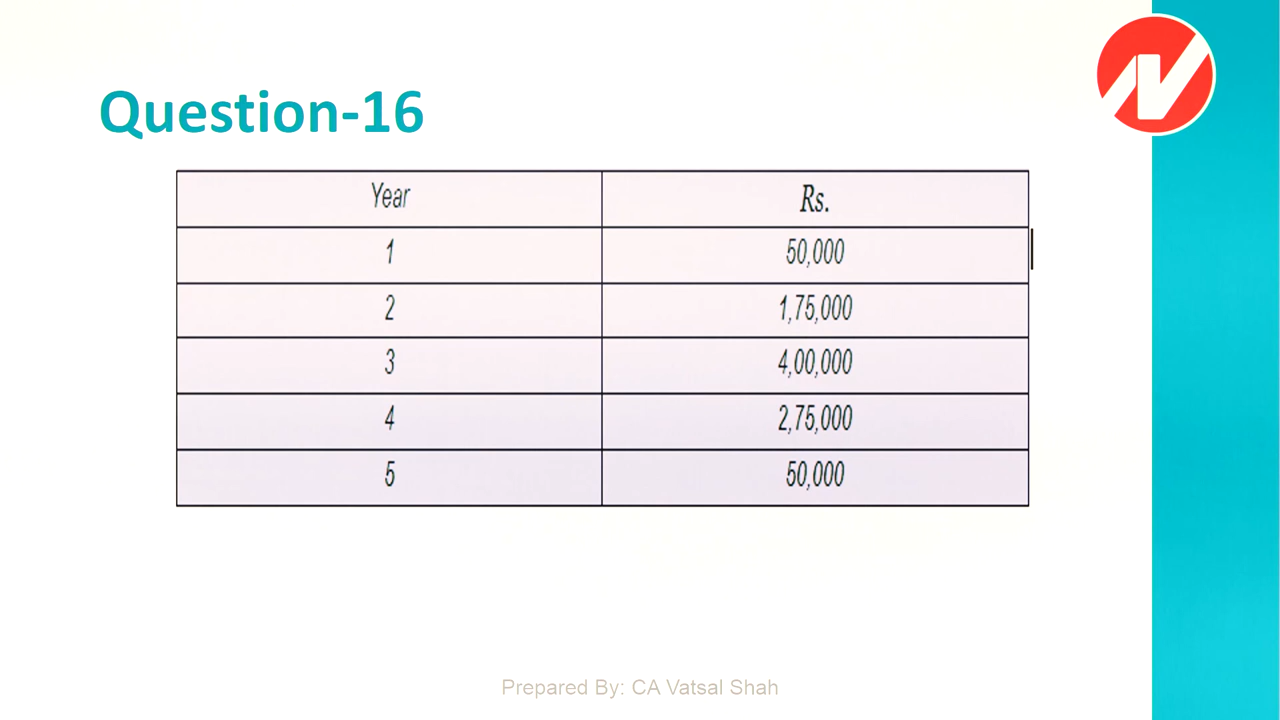 Question-16
Year Rs.
1 50,000
2 1,75,000
3 4,00,000
4 2,75,000
5 50,000
Prepared By: CA Vatsal Shah